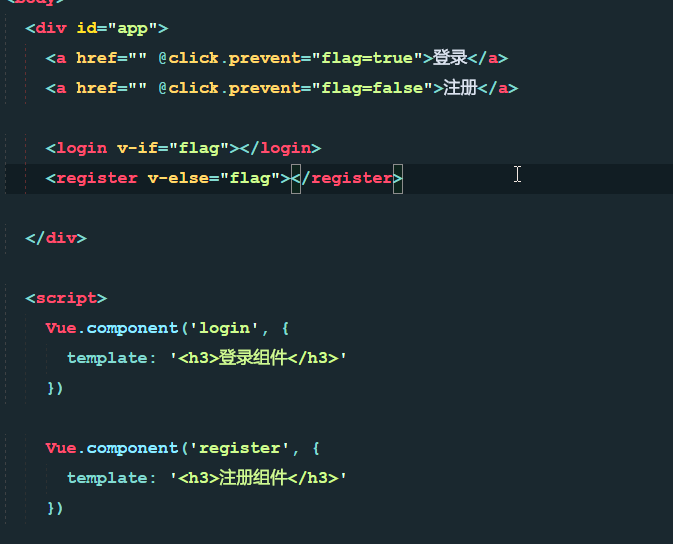 <body>
<div id="app">
<a href="" @click.prevent="flag=true">登录</a>
<a href="" @click.prevent="flag=false">注册</a>
<login v-if="flag"></login>
<register v-else="flag"></register>
</div>
<script>
Vue.component('login', {
template: '<h3>登录组件</h3>'
})
Vue.component('register', {
template: '<h3>注册组件</h3>'
})